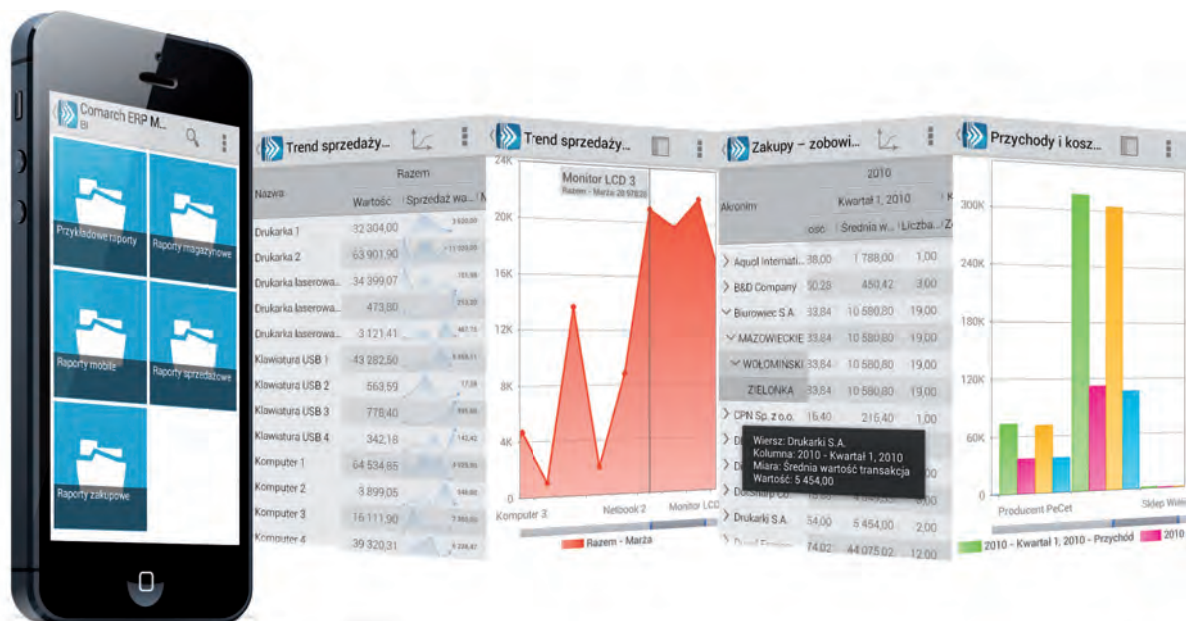 Comarch ERP M...
BI
Przykładowe raporty
Raporty magazynowe
Raporty mobile
Raporty sprzedażowe
Raporty zakupowe
Trend sprzedaży...
Razem
Nazwa
Wartość
Sprzedaż wa...
Drukarka 1 32 304,00
Drukarka 2 63 901,90
Drukarka laserowa... 34 399,07
Drukarka laserowa... 473,80
Drukarka laserowa... 3 121,41
Klawiatura USB 1 43 282,50
Klawiatura USB 2 563,59
Klawiatura USB 3 778,40
Klawiatura USB 4 342,18
Komputer 1 64 534,85
Komputer 2 3 899,05
Komputer 3 16 111,90
Komputer 4 39 320,31
Trend sprzedaży...
24K
Monitor LCD 3
Razem - Marża
20K
16K
12K
8K
4K
0
Komputer 3
Netbook 2
Monitor LCD
Razem - Marża
Zakupy – zobowi...
2010
Kwartał 1, 2010
Akronim
ość
Średnia w...
Liczba...
Aquol Internati... 38,00 1 788,00 1,00
B&D Company 50,28 450,42 3,00
Biurowiec S.A. 33,84 10 580,80 19,00
MAZOWIECKIE 33,84 10 580,80 19,00
WOŁOMIŃSKI 33,84 10 580,80 19,00
ZIELONKA 33,84 10 580,80 19,00
CPN Sp. z o.o. 16,40 216,40 1,00
Wiersz: Drukarki S.A.
Kolumna: 2010 - Kwartał 1, 2010
Miara: Średnia wartość transakcja
Wartość: 5 454,00
Drukarki S.A. 54,00 5 454,00 2,00
74,02 44 075,02 12,00
Przychody i kosz...
300K
240K
180K
120K
60K
0
Producent PeCet
Sklep
2010 - Kwartał 1, 2010 - Przychód
2010